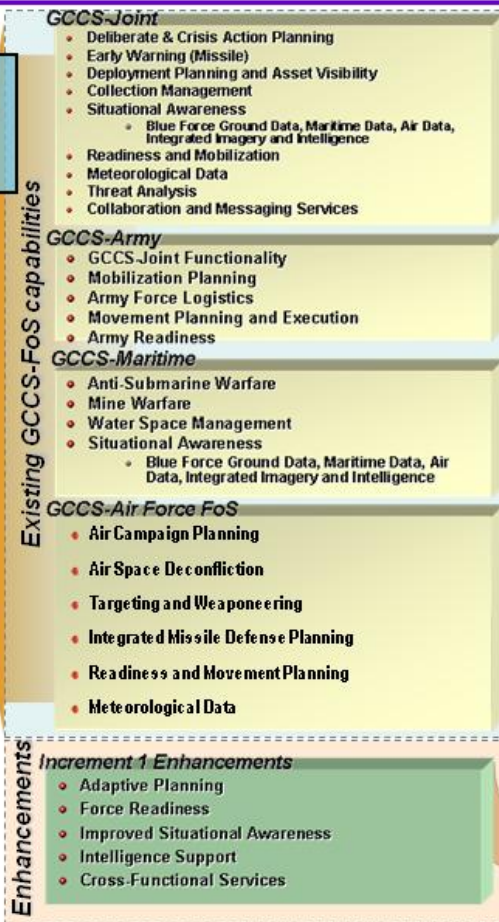 Existing GCCS-FoS capabilities
GCCS-Joint
Deliberate & Crisis Action Planning
Early Warning (Missile)
Deployment Planning and Asset Visibility
Collection Management
Situational Awareness
Blue Force Ground Data, Maritime Data, Air Data,
Integrated Imagery and Intelligence
Readiness and Mobilization
Meteorological Data
Threat Analysis
Collaboration and Messaging Services
GCCS-Army
GCCS-Joint Functionality
Mobilization Planning
Army Force Logistics
Movement Planning and Execution
Army Readiness
GCCS-Maritime
Anti-Submarine Warfare
Mine Warfare
Water Space Management
Situational Awareness
Blue Force Ground Data, Maritime Data, Air
Data, Integrated Imagery and Intelligence
GCCS-Air Force FoS
Air Campaign Planning
Air Space Deconfliction
Targeting and Weaponeering
Integrated Missile Defense Planning
Readiness and Movement Planning
Meteorological Data
Enhancements
Increment 1 Enhancements
Adaptive Planning
Force Readiness
Improved Situational Awareness
Intelligence Support
Cross-Functional Services